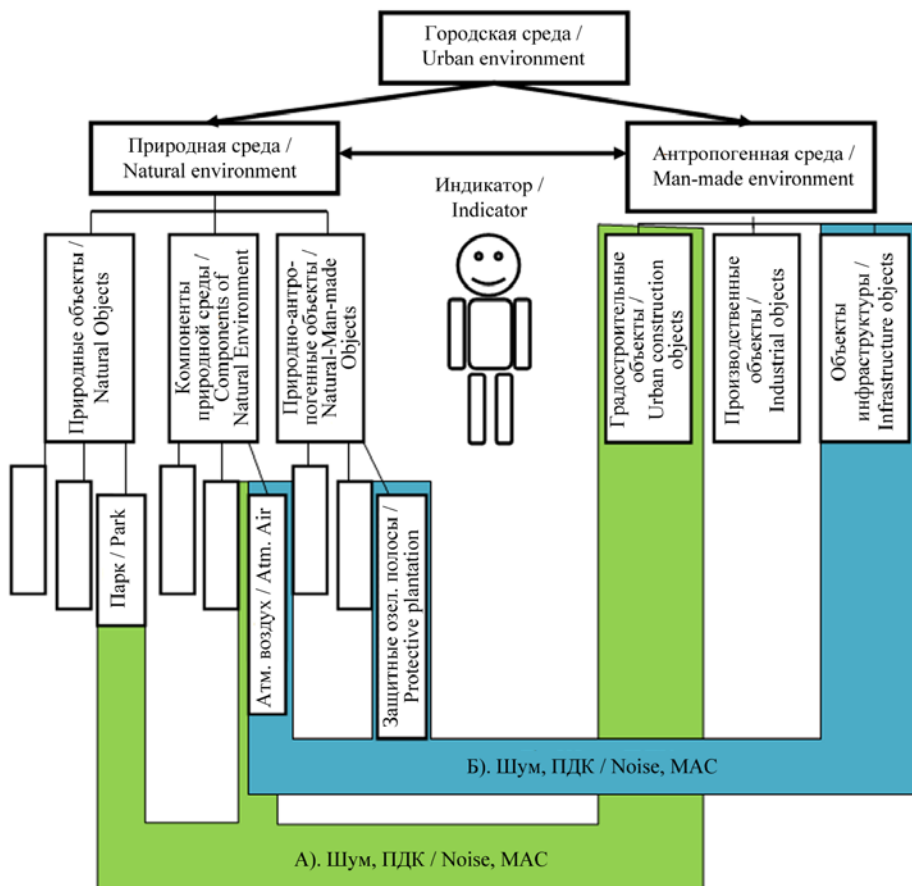 Городская среда /
Urban environment
Природная среда /
Natural environment
Антропогенная среда /
Man-made environment
Индикатор /
Indicator
Природные объекты /
Natural Objects
Компоненты
природной среды /
Components of
Natural Environment
Природно-антро-
погенные объекты /
Natural-Man-made
Objects
Градостроительные
объекты /
Urban construction
objects
Производственные
объекты /
Industrial objects
Объекты
инфраструктуры /
Infrastructure objects
Парк / Park
Атм. воздух / Atm. Air
Защитные озел. полосы /
Protective plantation
Б). Шум, ПДК / Noise, MAC
А). Шум, ПДК / Noise, MAC